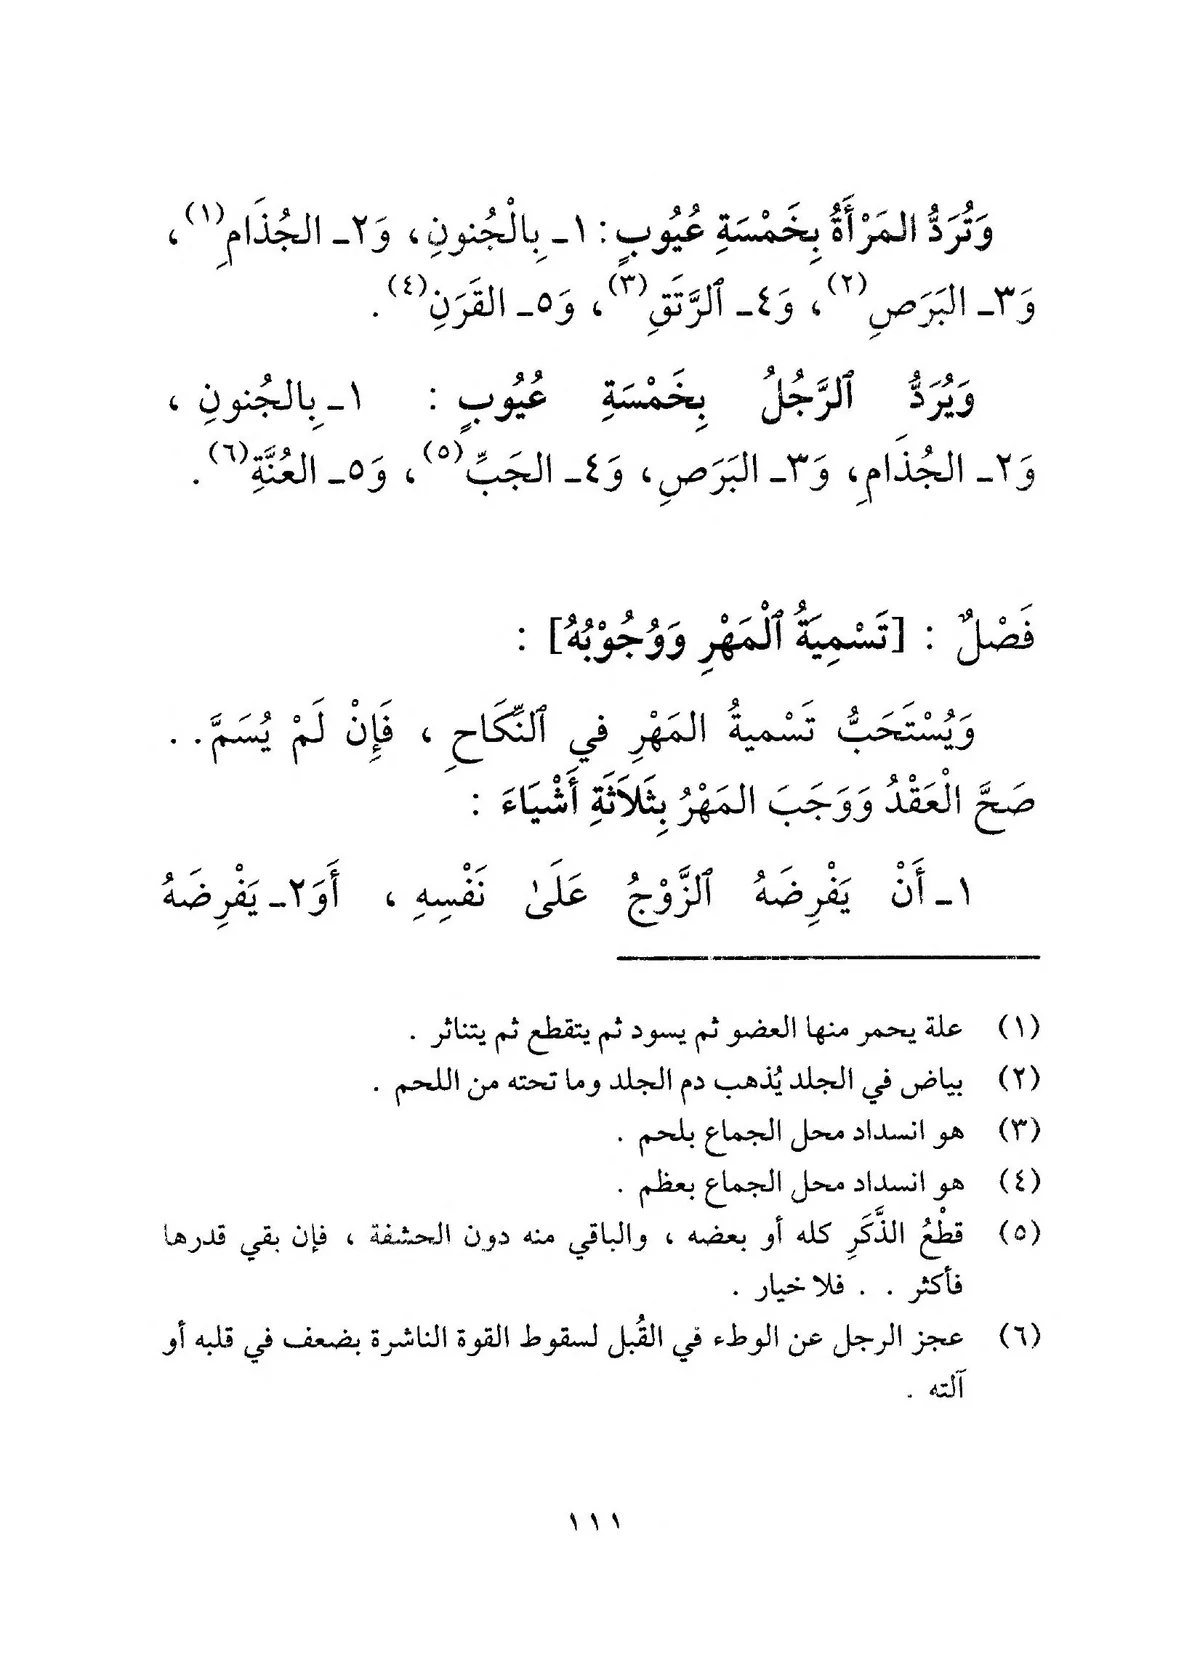 وَتُرَدُّ المَرْأَةُ بِخَمْسَةِ عُيُوبٍ : ١ـ بِالْجُنونِ ، وَ٢ـ الجُذَامِ(١) ،
وَ٣ـ البَرَصِ(٢) ، وَ٤ـ ٱلرَّتَقِ(٣) ، وَ٥ـ القَرَنِ(٤) .
وَيُرَدُّ ٱلرَّجُلُ بِخَمْسَةِ عُيُوبٍ : ١ـ بِالجُنونِ ،
وَ٢ـ الجُذَامِ ، وَ٣ـ البَرَصِ ، وَ٤ـ الجَبِّ(٥) ، وَ٥ـ العُنَّةِ(٦) .
فَصْلٌ : [تَسْمِيَةُ ٱلْمَهْرِ وَوُجُوْبُهُ] :
وَيُسْتَحَبُّ تَسْميةُ المَهْرِ في ٱلنِّكَاحِ ، فَإِنْ لَمْ يُسَمَّ . .
صَحَّ الْعَقْدُ وَوَجَبَ المَهْرُ بِثَلاَثَةِ أَشْيَاءَ :
١ـ أَنْ يَفْرِضَهُ ٱلزَّوْجُ عَلَىٰ نَفْسِهِ ، أَوَ٢ـ يَفْرِضَهُ
(١) علة يحمر منها العضو ثم يسود ثم يتقطع ثم يتناثر .
(٢) بياض في الجلد يُذهب دم الجلد وما تحته من اللحم .
(٣) هو انسداد محل الجماع بلحم .
(٤) هو انسداد محل الجماع بعظم .
(٥) قطْعُ الذَّكَرِ كله أو بعضه ، والباقي منه دون الحشفة ، فإن بقي قدرها
فأكثر . . فلا خيار .
(٦) عجز الرجل عن الوطء في القُبل لسقوط القوة الناشرة بضعف في قلبه أو
آلته .
١١١